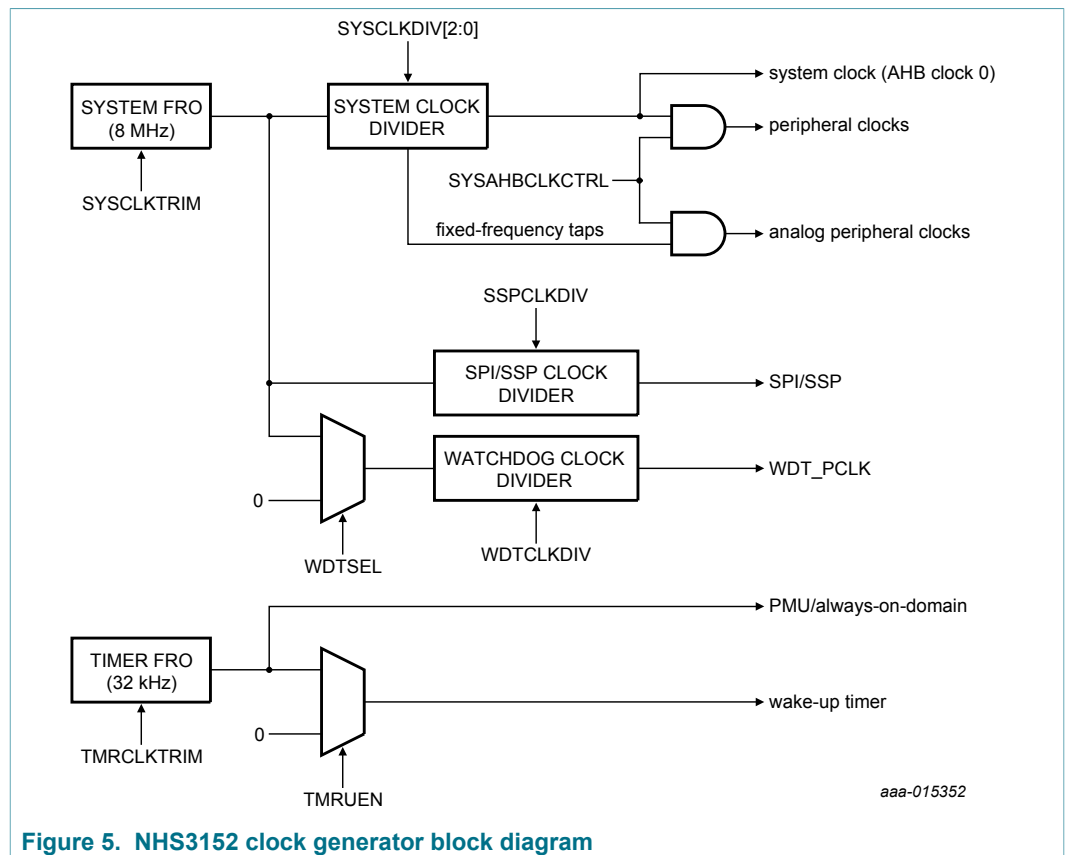 SYSCLKDIV[2:0]
system clock (AHB clock 0)
SYSTEM FRO
(8 MHz)
SYSTEM CLOCK
DIVIDER
peripheral clocks
SYSCLKTRIM
SYSAHBCLKCTRL
fixed-frequency taps
analog peripheral clocks
SSPCLKDIV
SPI/SSP CLOCK
DIVIDER
SPI/SSP
WATCHDOG CLOCK
DIVIDER
WDT_PCLK
0
WDTSEL
WDTCLKDIV
PMU/always-on-domain
TIMER FRO
(32 kHz)
wake-up timer
0
TMRCLKTRIM
TMRUEN
aaa-015352
Figure 5. NHS3152 clock generator block diagram